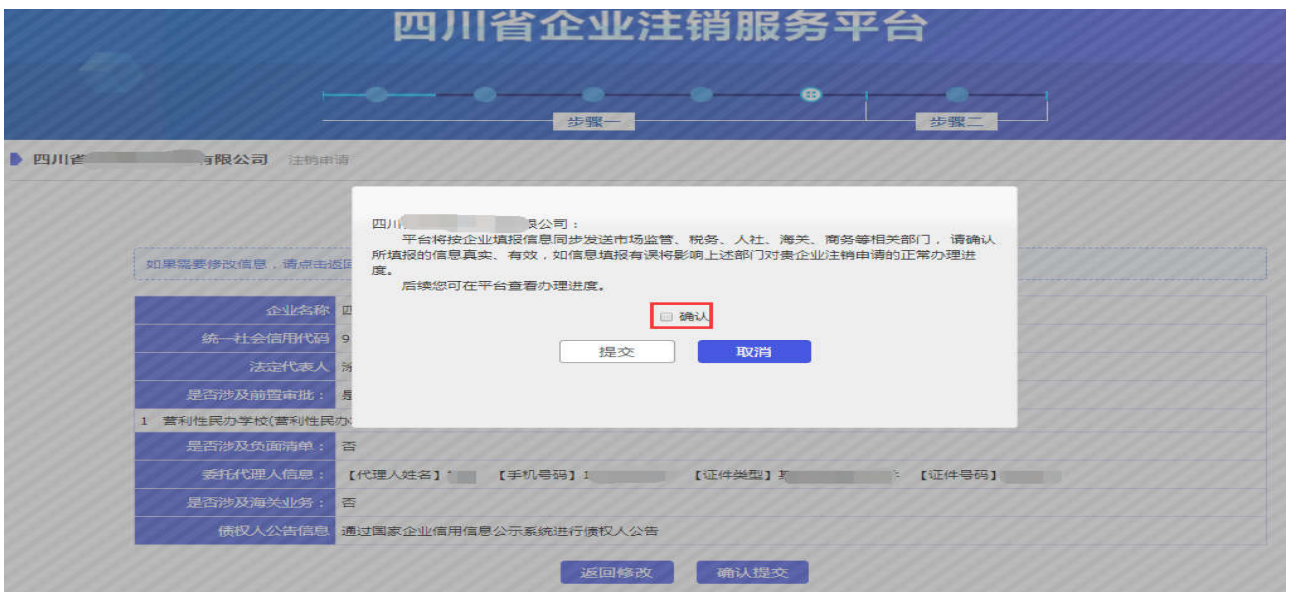 四川省企业注销服务平台
步骤一 步骤二
四川省 有限公司 注销申请
四川 限公司：
平台将按企业填报信息同步发送市场监管、税务、人社、海关、商务等相关部门，请确认
所填报的信息真实、有效，如信息填报有误将影响上述部门对贵企业注销申请的正常办理进
度。
后续您可在平台查看办理进度。
确认
提交 取消
如果需要修改信息，请点击返回
企业名称
统一社会信用代码 9
法定代表人
是否涉及前置审批： 是
1 营利性民办学校(营利性民办
是否涉及负面清单： 否
委托代理人信息： 【代理人姓名】 【手机号码】1 【证件类型】 【证件号码】
是否涉及海关业务： 否
债权人公告信息 通过国家企业信用信息公示系统进行债权人公告
返回修改 确认提交